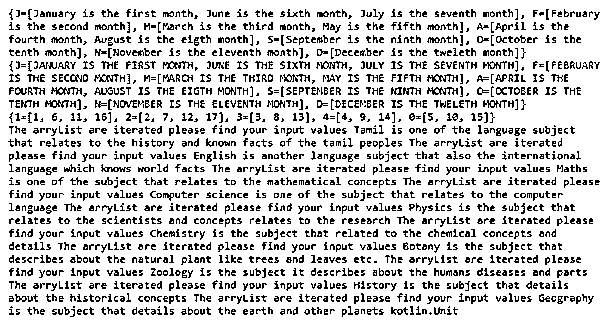 {J=[January is the first month, June is the sixth month, July is the seventh month], F=[February
is the second month], M=[March is the third month, May is the fifth month], A=[April is the
fourth month, August is the eigth month], S=[September is the ninth month], O=[October is the
tenth month], N=[November is the eleventh month], D=[December is the tweleth month]}
{J=[JANUARY IS THE FIRST MONTH, JUNE IS THE SIXTH MONTH, JULY IS THE SEVENTH MONTH], F=[FEBRUARY
IS THE SECOND MONTH], M=[MARCH IS THE THIRD MONTH, MAY IS THE FIFTH MONTH], A=[APRIL IS THE
FOURTH MONTH, AUGUST IS THE EIGTH MONTH], S=[SEPTEMBER IS THE NINTH MONTH], O=[OCTOBER IS THE
TENTH MONTH], N=[NOVEMBER IS THE ELEVENTH MONTH], D=[DECEMBER IS THE TWELETH MONTH]}
{1=[1, 6, 11, 16], 2=[2, 7, 12, 17], 3=[3, 8, 13], 4=[4, 9, 14], 0=[5, 10, 15]}
The arryList are iterated please find your input values Tamil is one of the language subject
that relates to the history and known facts of the tamil peoples The arryList are iterated
please find your input values English is another language subject that also the international
language which knows world facts The arryList are iterated please find your input values Maths
is one of the subject that relates to the mathematical concepts The arryList are iterated please
find your input values Computer science is one of the subject that relates to the computer
language The arryList are iterated please find your input values Physics is the subject that
relates to the scientists and concepts relates to the research The arryList are iterated please
find your input values Chemistry is the subject that related to the chemical concepts and
details The arryList are iterated please find your input values Botany is the subject that
describes about the natural plant like trees and leaves etc. The arryList are iterated please
find your input values Zoology is the subject it describes about the humans diseases and parts
The arryList are iterated please find your input values History is the subject that details
about the historical concepts The arryList are iterated please find your input values Geography
is the subject that details about the earth and other planets kotlin.Unit